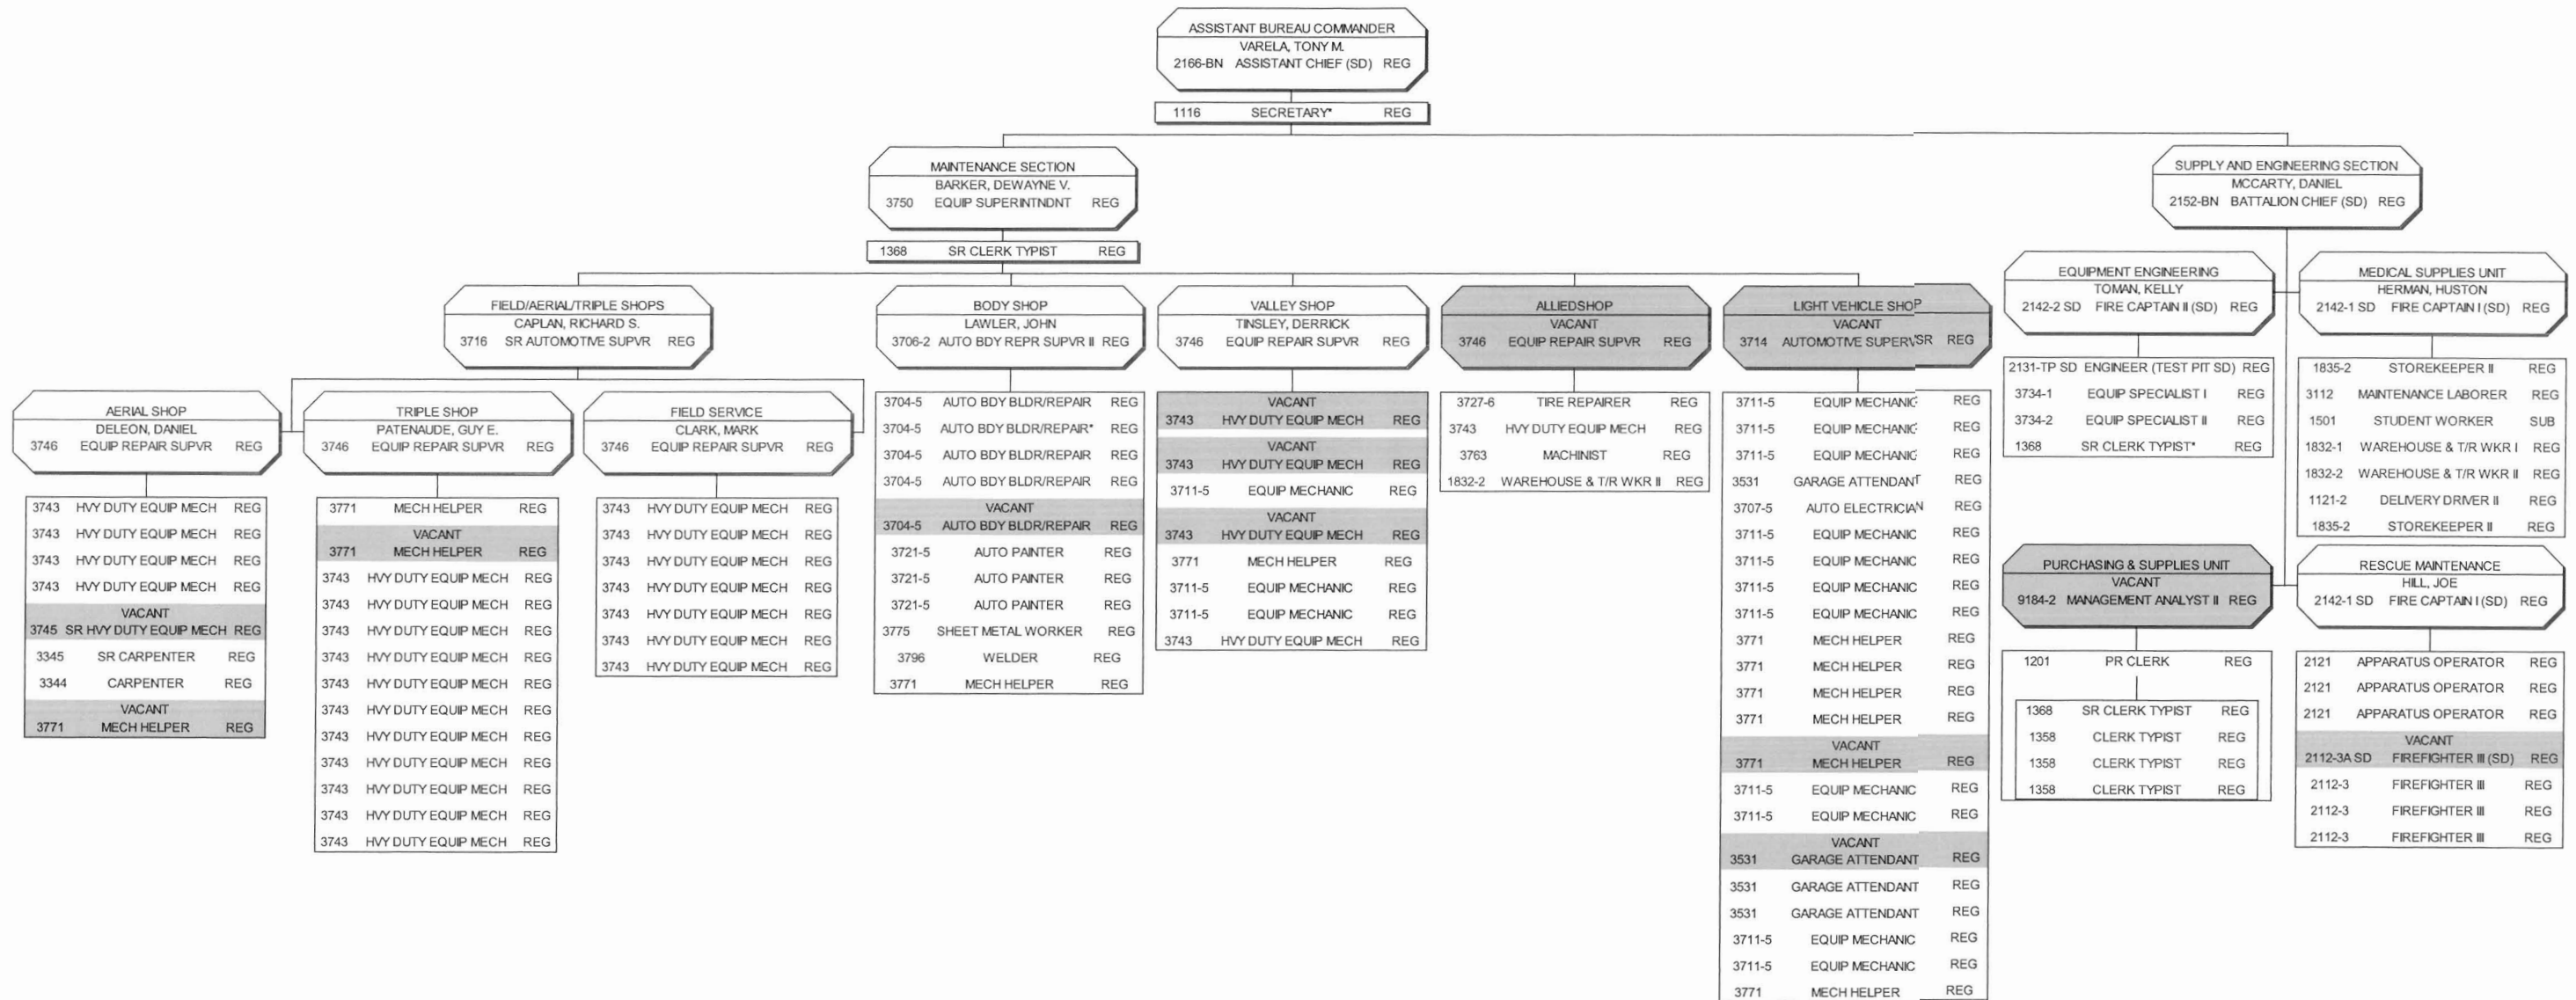 ASSISTANT BUREAU COMMANDER
VARELA, TONY M.
2166-BN ASSISTANT CHIEF (SD) REG
1116 SECRETARY* REG
MAINTENANCE SECTION
BARKER, DEWAYNE V.
3750 EQUIP SUPERINTNDNT REG
1368 SR CLERK TYPIST REG
FIELD/AERIAL/TRIPLE SHOPS
CAPLAN, RICHARD S.
3716 SR AUTOMOTIVE SUPVR REG
AERIAL SHOP
DELEON, DANIEL
3746 EQUIP REPAIR SUPVR REG
3743 HVY DUTY EQUIP MECH REG
3743 HVY DUTY EQUIP MECH REG
3743 HVY DUTY EQUIP MECH REG
3743 HVY DUTY EQUIP MECH REG
VACANT
3745 SR HVY DUTY EQUIP MECH REG
3345 SR CARPENTER REG
3344 CARPENTER REG
VACANT
3771 MECH HELPER REG
TRIPLE SHOP
PATENAUDE, GUY E.
3746 EQUIP REPAIR SUPVR REG
3771 MECH HELPER REG
VACANT
3771 MECH HELPER REG
3743 HVY DUTY EQUIP MECH REG
3743 HVY DUTY EQUIP MECH REG
3743 HVY DUTY EQUIP MECH REG
3743 HVY DUTY EQUIP MECH REG
3743 HVY DUTY EQUIP MECH REG
3743 HVY DUTY EQUIP MECH REG
3743 HVY DUTY EQUIP MECH REG
3743 HVY DUTY EQUIP MECH REG
3743 HVY DUTY EQUIP MECH REG
3743 HVY DUTY EQUIP MECH REG
3743 HVY DUTY EQUIP MECH REG
FIELD SERVICE
CLARK, MARK
3746 EQUIP REPAIR SUPVR REG
3743 HVY DUTY EQUIP MECH REG
3743 HVY DUTY EQUIP MECH REG
3743 HVY DUTY EQUIP MECH REG
3743 HVY DUTY EQUIP MECH REG
3743 HVY DUTY EQUIP MECH REG
3743 HVY DUTY EQUIP MECH REG
3743 HVY DUTY EQUIP MECH REG
BODY SHOP
LAWLER, JOHN
3706-2 AUTO BDY REPR SUPVR II REG
3704-5 AUTO BDY BLDR/REPAIR REG
3704-5 AUTO BDY BLDR/REPAIR* REG
3704-5 AUTO BDY BLDR/REPAIR REG
3704-5 AUTO BDY BLDR/REPAIR REG
VACANT
3704-5 AUTO BDY BLDR/REPAIR REG
3721-5 AUTO PAINTER REG
3721-5 AUTO PAINTER REG
3721-5 AUTO PAINTER REG
3775 SHEET METAL WORKER REG
3796 WELDER REG
3771 MECH HELPER REG
VALLEY SHOP
TINSLEY, DERRICK
3746 EQUIP REPAIR SUPVR REG
VACANT
3743 HVY DUTY EQUIP MECH REG
VACANT
3743 HVY DUTY EQUIP MECH REG
3711-5 EQUIP MECHANIC REG
VACANT
3743 HVY DUTY EQUIP MECH REG
3771 MECH HELPER REG
3711-5 EQUIP MECHANIC REG
3711-5 EQUIP MECHANIC REG
3743 HVY DUTY EQUIP MECH REG
ALLIEDSHOP
VACANT
3746 EQUIP REPAIR SUPVR REG
3727-6 TIRE REPAIRER REG
3743 HVY DUTY EQUIP MECH REG
3763 MACHINIST REG
1832-2 WAREHOUSE & T/R WKR II REG
LIGHT VEHICLE SHOP
VACANT
3714 AUTOMOTIVE SUPERVSR REG
3711-5 EQUIP MECHANIC REG
3711-5 EQUIP MECHANIC REG
3711-5 EQUIP MECHANIC REG
3531 GARAGE ATTENDANT REG
3707-5 AUTO ELECTRICIAN REG
3711-5 EQUIP MECHANIC REG
3711-5 EQUIP MECHANIC REG
3711-5 EQUIP MECHANIC REG
3711-5 EQUIP MECHANIC REG
3771 MECH HELPER REG
3771 MECH HELPER REG
3771 MECH HELPER REG
3771 MECH HELPER REG
VACANT
3771 MECH HELPER REG
3711-5 EQUIP MECHANIC REG
3711-5 EQUIP MECHANIC REG
VACANT
3531 GARAGE ATTENDANT REG
3531 GARAGE ATTENDANT REG
3531 GARAGE ATTENDANT REG
3711-5 EQUIP MECHANIC REG
3711-5 EQUIP MECHANIC REG
3771 MECH HELPER REG
SUPPLY AND ENGINEERING SECTION
MCCARTY, DANIEL
2152-BN BATTALION CHIEF (SD) REG
EQUIPMENT ENGINEERING
TOMAN, KELLY
2142-2 SD FIRE CAPTAIN II (SD) REG
2131-TP SD ENGINEER (TEST PIT SD) REG
3734-1 EQUIP SPECIALIST I REG
3734-2 EQUIP SPECIALIST II REG
1368 SR CLERK TYPIST* REG
MEDICAL SUPPLIES UNIT
HERMAN, HUSTON
2142-1 SD FIRE CAPTAIN I (SD) REG
1835-2 STOREKEEPER II REG
3112 MAINTENANCE LABORER REG
1501 STUDENT WORKER SUB
1832-1 WAREHOUSE & T/R WKR I REG
1832-2 WAREHOUSE & T/R WKR II REG
1121-2 DELIVERY DRIVER II REG
1835-2 STOREKEEPER II REG
PURCHASING & SUPPLIES UNIT
VACANT
9184-2 MANAGEMENT ANALYST II REG
1201 PR CLERK REG
1368 SR CLERK TYPIST REG
1358 CLERK TYPIST REG
1358 CLERK TYPIST REG
1358 CLERK TYPIST REG
RESCUE MAINTENANCE
HILL, JOE
2142-1 SD FIRE CAPTAIN I (SD) REG
2121 APPARATUS OPERATOR REG
2121 APPARATUS OPERATOR REG
2121 APPARATUS OPERATOR REG
VACANT
2112-3A SD FIREFIGHTER III (SD) REG
2112-3 FIREFIGHTER III REG
2112-3 FIREFIGHTER III REG
2112-3 FIREFIGHTER III REG